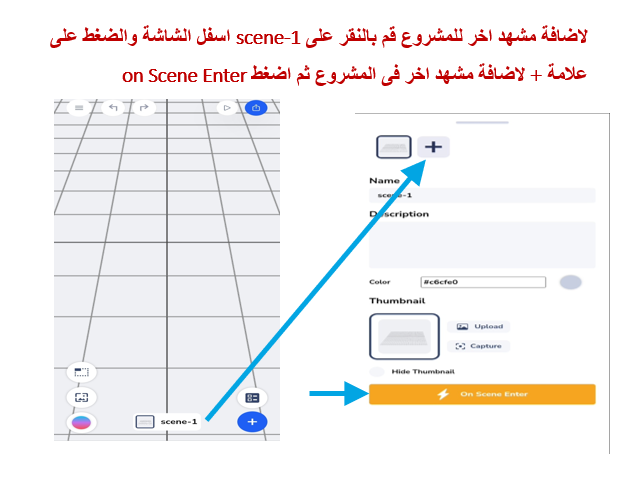 لاضافة مشهد اخر للمشروع قم بالنقر على scene-1 اسفل الشاشة والضغط على
علامة + لاضافة مشهد اخر فى المشروع ثم اضغط on Scene Enter
Name
scene-1
Description
Color #c6cfe0
Thumbnail
Upload
Capture
Hide Thumbnail
On Scene Enter
scene-1